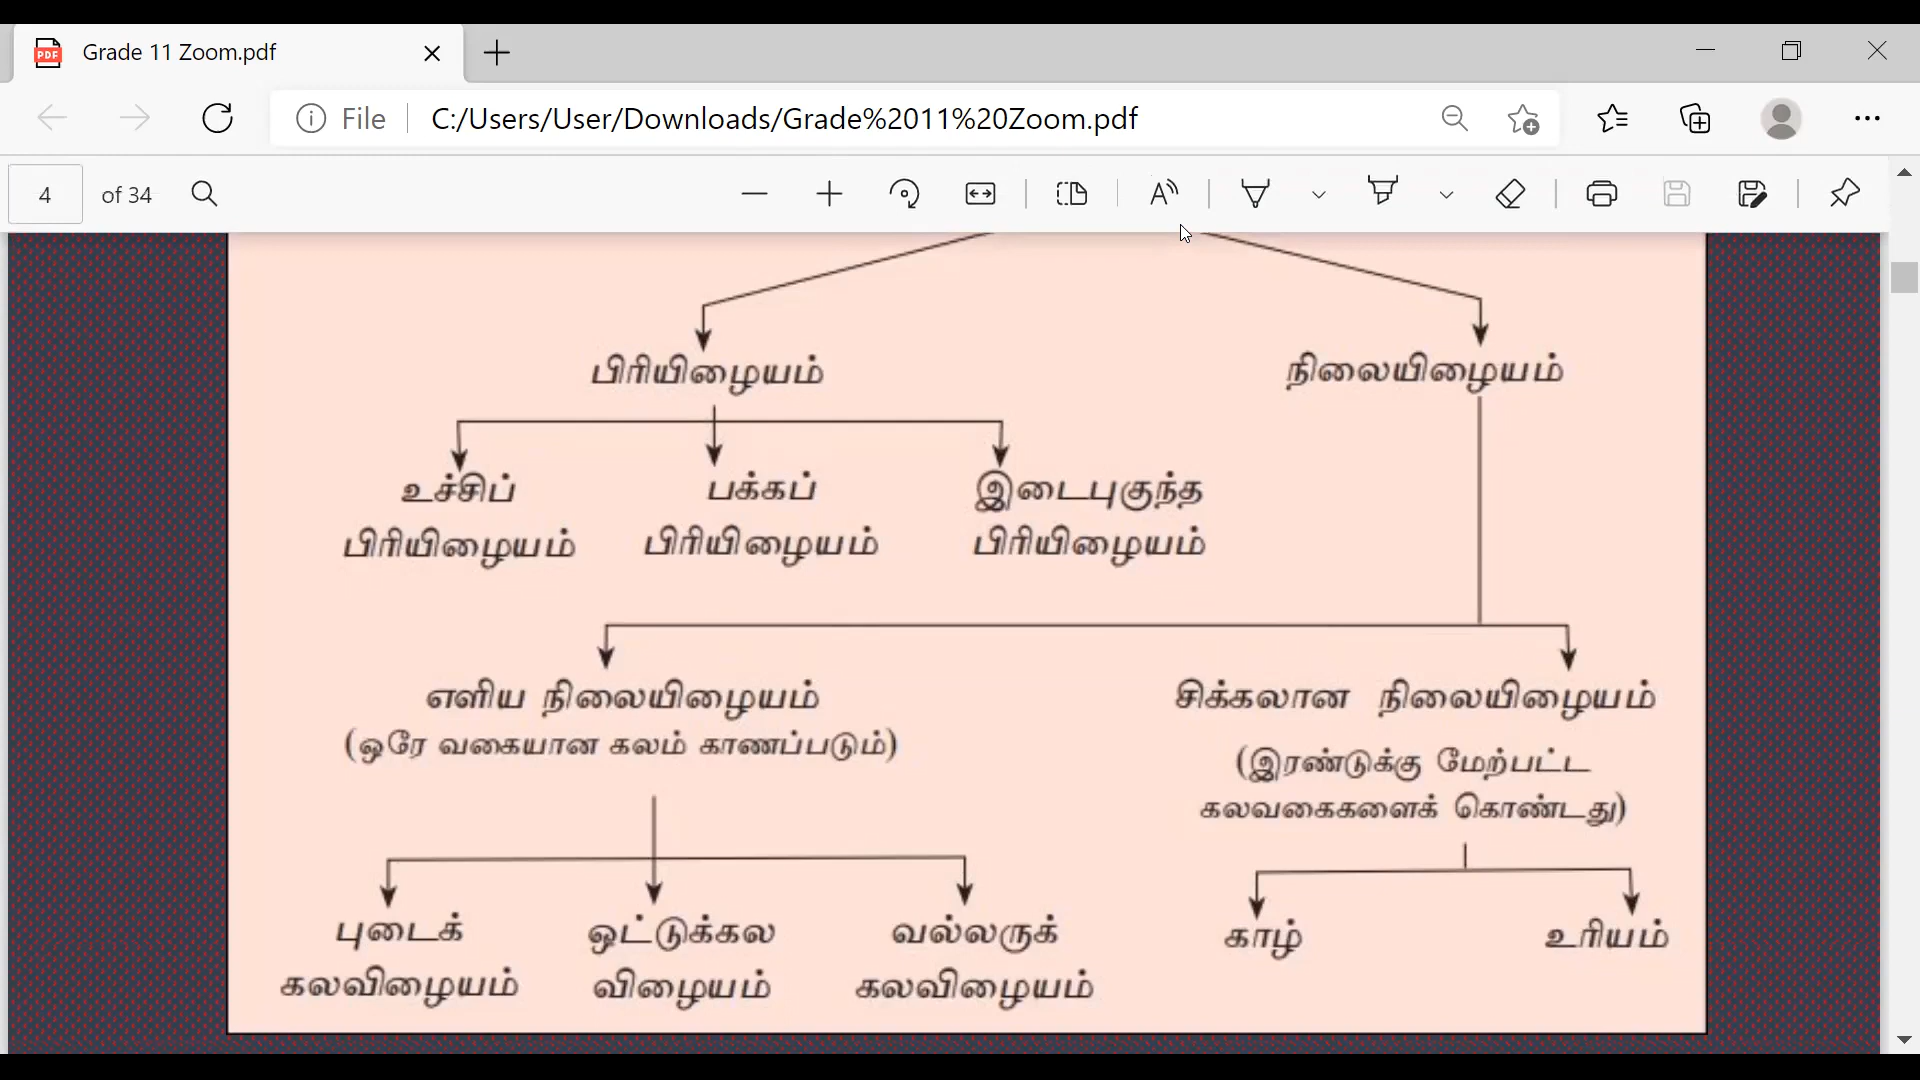 Grade 11 Zoom.pdf
File C:/Users/User/Downloads/Grade%2011%20Zoom.pdf
4 of 34
பிரியிழையம் நிலையிழையம்
உச்சிப் பக்கப் இடைபுகுந்த
பிரியிழையம் பிரியிழையம் பிரியிழையம்
எளிய நிலையிழையம் சிக்கலான நிலையிழையம்
(ஒரே வகையான கலம் காணப்படும்)
(இரண்டுக்கு மேற்பட்ட
கலவகைகளைக் கொண்டது)
புடைக் ஒட்டுக்கல வல்லருக் காழ் உரியம்
கலவிழையம் விழையம் கலவிழையம்